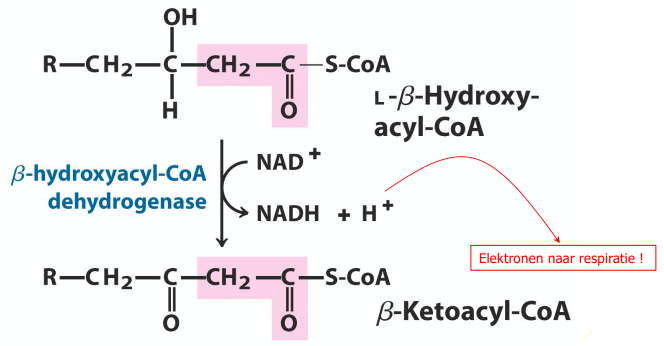 OH
R—CH₂—C—CH₂—C—S-CoA
H
O
L-β-Hydroxy-
acyl-CoA
β-hydroxyacyl-CoA
dehydrogenase
NAD⁺
NADH + H⁺
Elektronen naar respiratie !
R—CH₂—C—CH₂—C—S-CoA
O
O
β-Ketoacyl-CoA